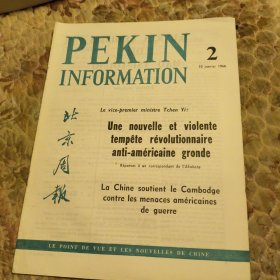 PEKIN
INFORMATION
2
10 janvier 1966
Le vice-premier ministre Tchen Yi:
Une nouvelle et violente
tempête révolutionnaire
anti-américaine gronde
Réponses à un correspondant de l'Akahata
La Chine soutient le Cambodge
contre les menaces américaines
de guerre
北京周報
LE POINT DE VUE ET LES NOUVELLES DE CHINE